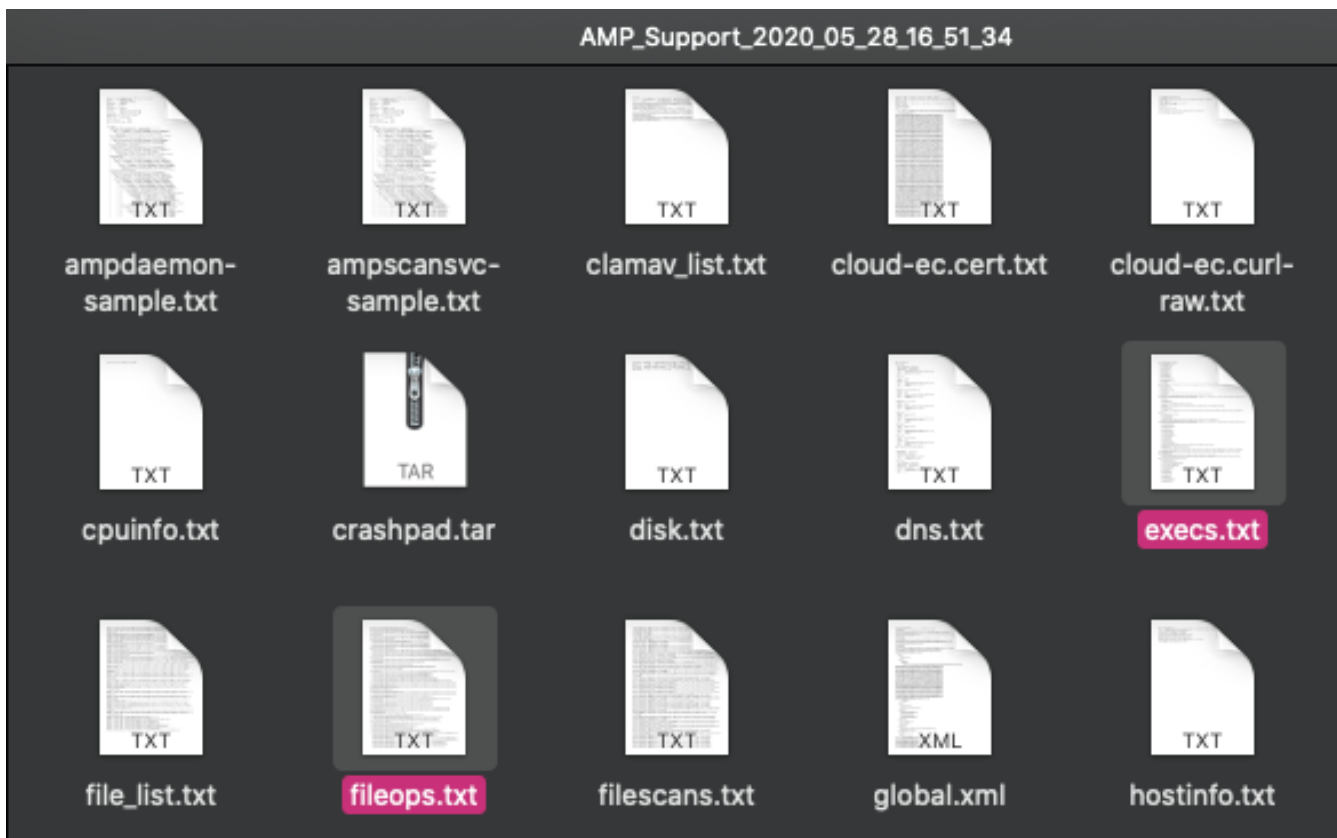 AMP_Support_2020_05_28_16_51_34
TXT
TXT
TXT
TXT
TXT
ampdaemon-
sample.txt
ampscansvc-
sample.txt
clamav_list.txt
cloud-ec.cert.txt
cloud-ec.curl-
raw.txt
TXT
TAR
TXT
TXT
TXT
cpuinfo.txt
crashpad.tar
disk.txt
dns.txt
execs.txt
TXT
TXT
TXT
XML
TXT
file_list.txt
fileops.txt
filescans.txt
global.xml
hostinfo.txt